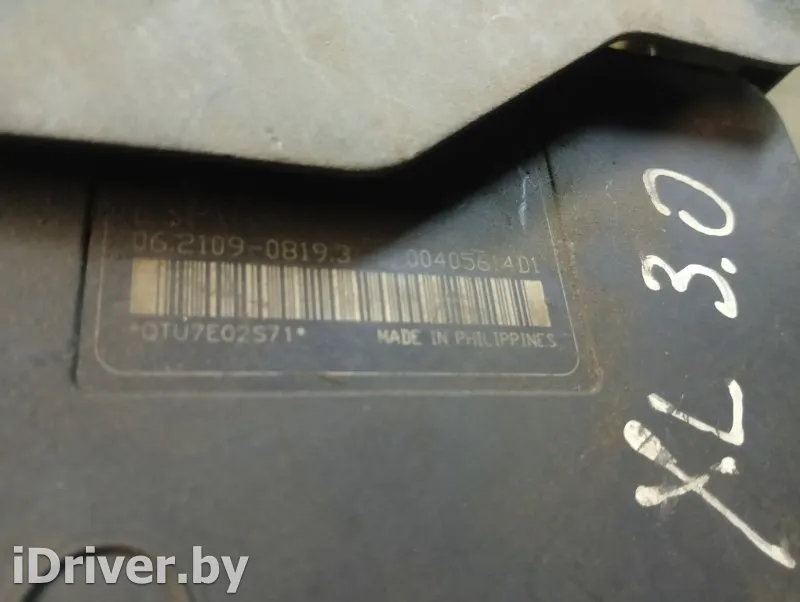 06.2109-0819.3 00405614D1
*QTU7E02S71* MADE IN PHILIPPINES
XL 3.0
iDriver.by